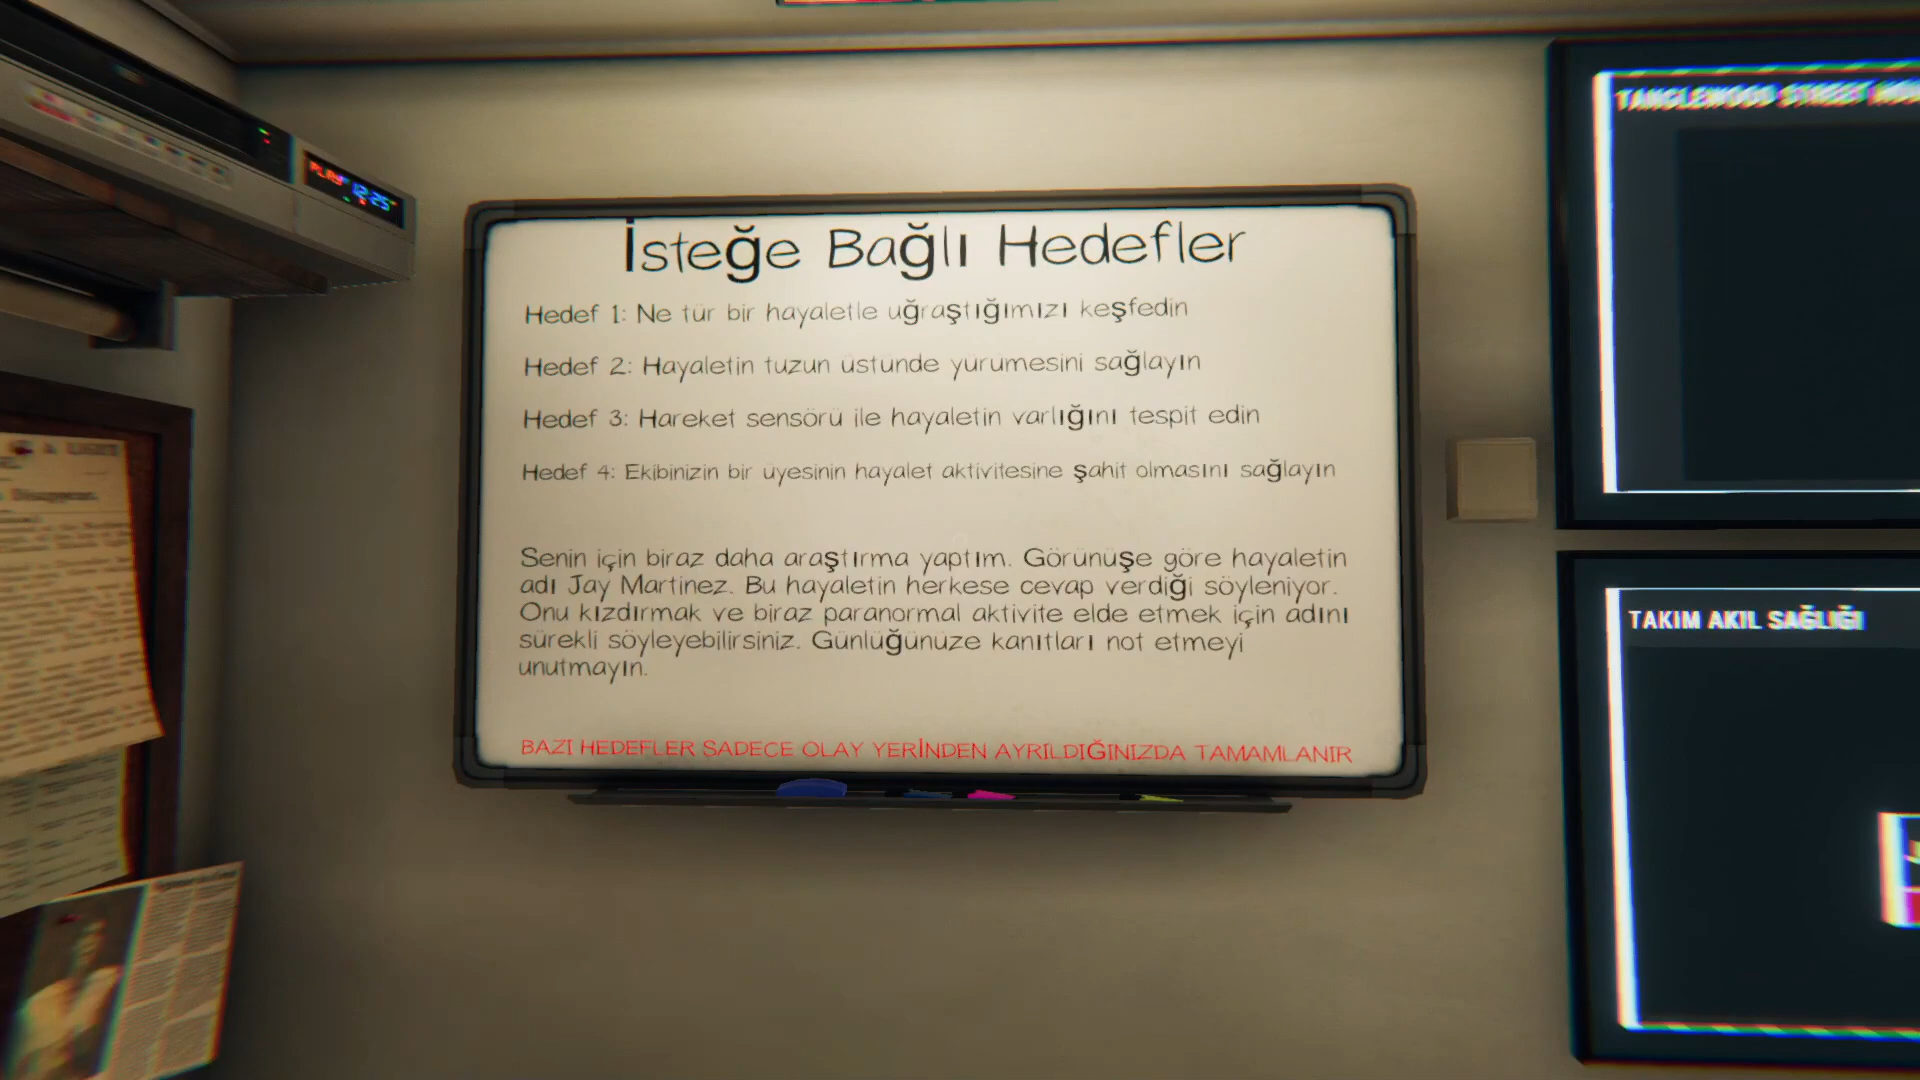 İsteğe Bağlı Hedefler
Hedef 1: Ne tür bir hayaletle uğraştığımızı keşfedin
Hedef 2: Hayaletin tuzun üstünde yürümesini sağlayın
Hedef 3: Hareket sensörü ile hayaletin varlığını tespit edin
Hedef 4: Ekibinizin bir üyesinin hayalet aktivitesine şahit olmasını sağlayın
Senin için biraz daha araştırma yaptım. Görünüşe göre hayaletin
adı Jay Martinez. Bu hayaletin herkese cevap verdiği söyleniyor.
Onu kızdırmak ve biraz paranormal aktivite elde etmek için adını
sürekli söyleyebilirsiniz. Günlüğünüze kanıtları not etmeyi
unutmayın.
BAZI HEDEFLER SADECE OLAY YERİNDEN AYRILDIĞINIZDA TAMAMLANIR
PLAY 12:25
TANGLEWOOD STREET
TAKIM AKIL SAĞLIĞI